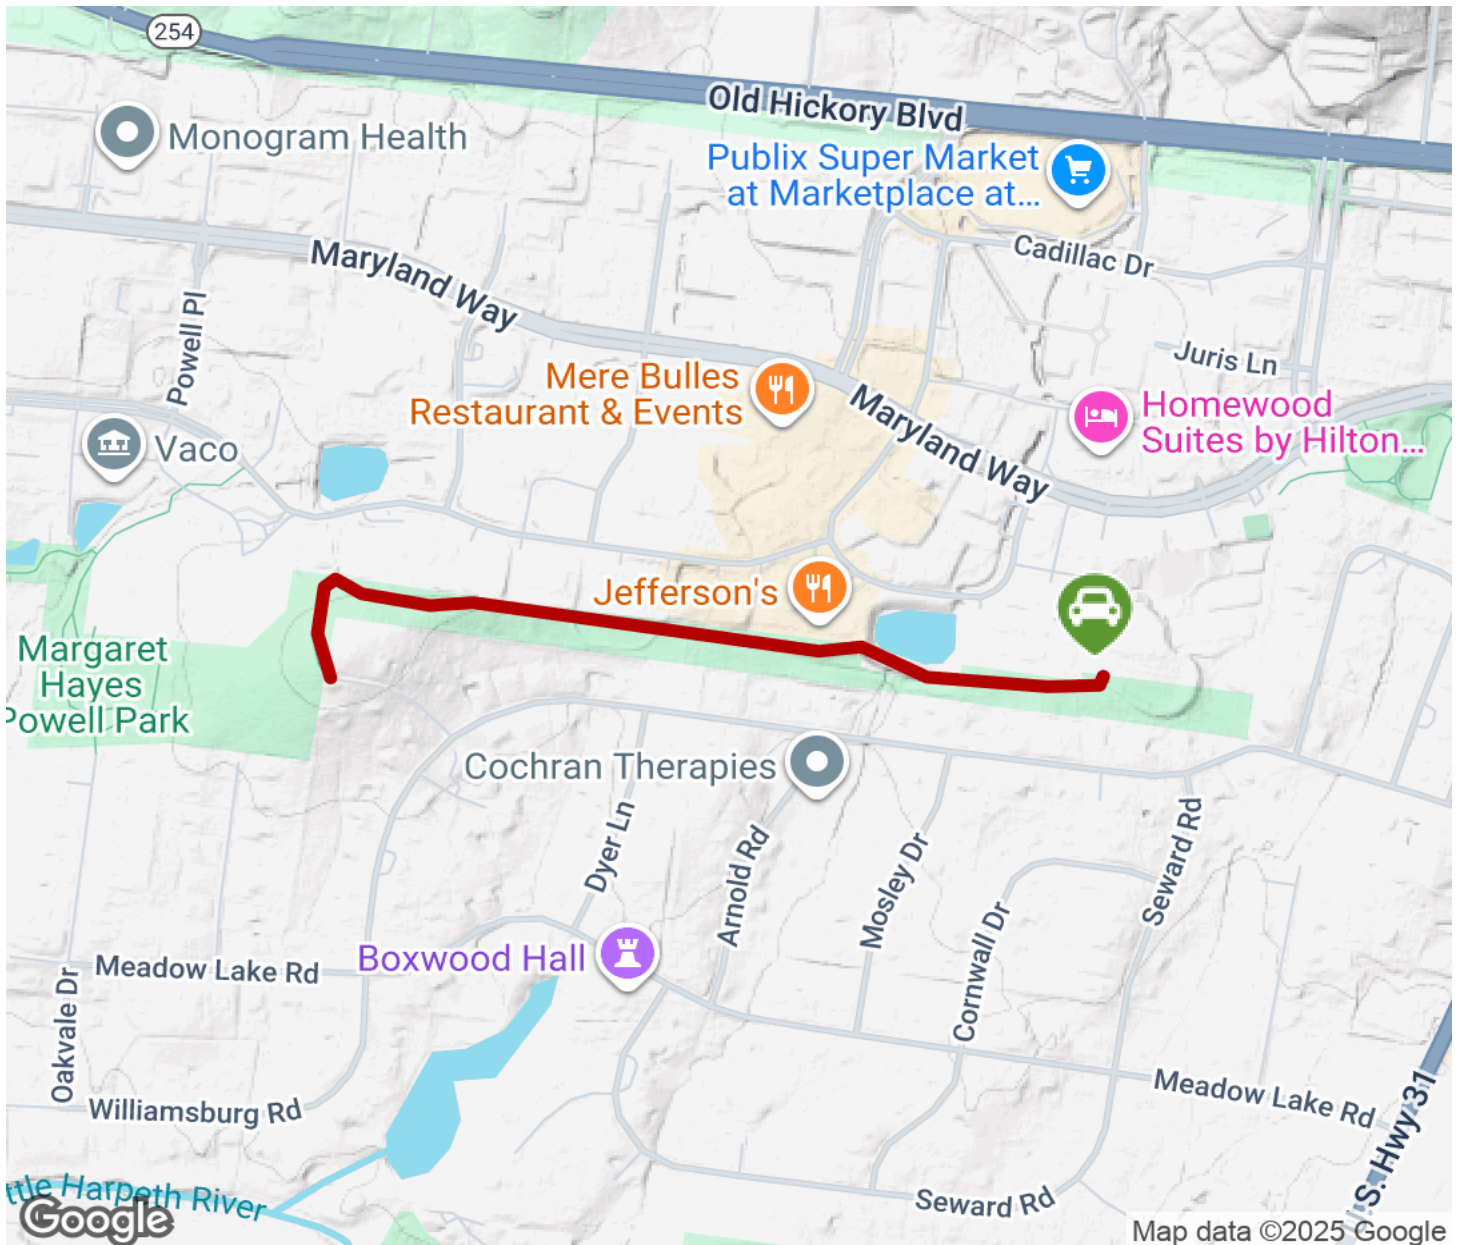 254
Old Hickory Blvd
Monogram Health
Publix Super Market
at Marketplace at...
Cadillac Dr
Maryland Way
Powell Pl
Juris Ln
Mere Bulles
Restaurant & Events
Maryland Way
Homewood
Suites by Hilton...
Vaco
Jefferson's
Margaret
Hayes
Powell Park
Cochran Therapies
Dyer Ln
Arnold Rd
Mosley Dr
Seward Rd
Cornwall Dr
Boxwood Hall
Meadow Lake Rd
Oakvale Dr
Williamsburg Rd
Meadow Lake Rd
S. Hwy 31
ttle Harpeth River
Seward Rd
Google
Map data ©2025 Google